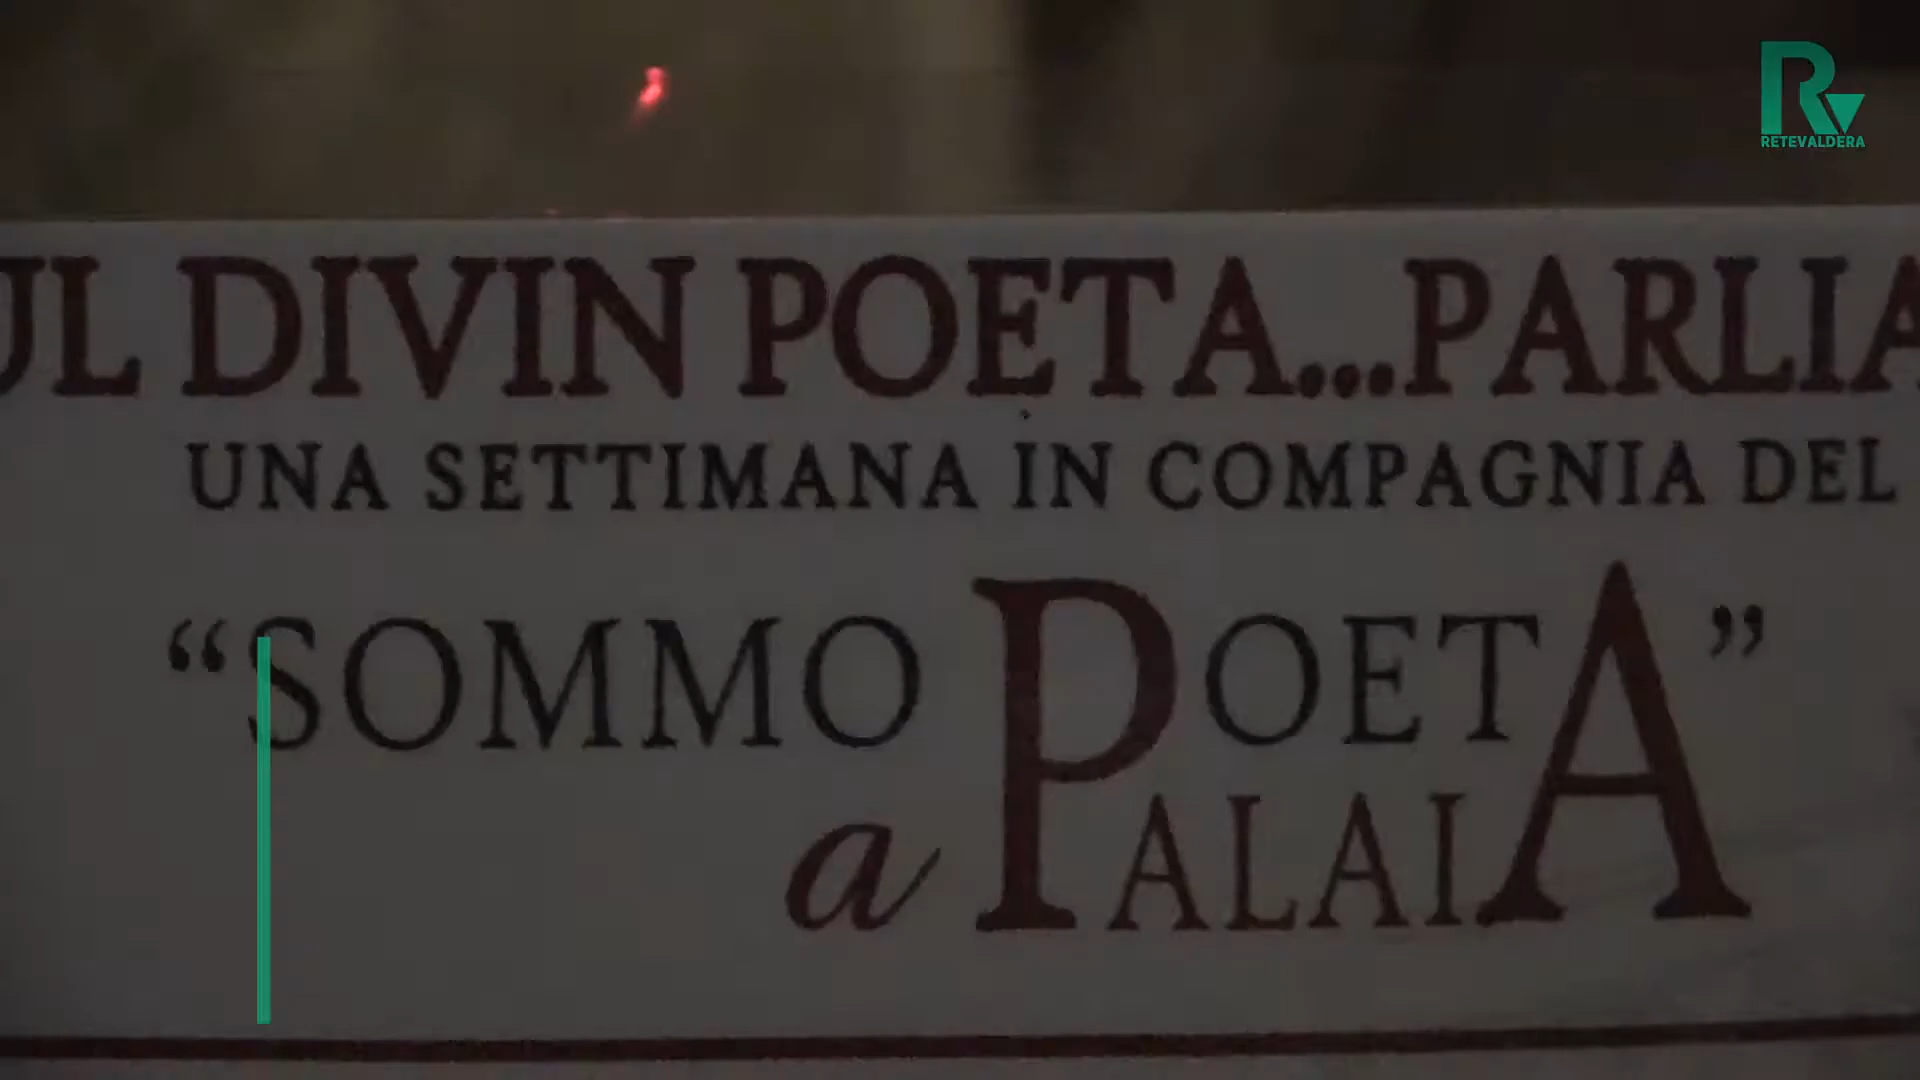 RETEVALDERA
UL DIVIN POETA...PARLIA
UNA SETTIMANA IN COMPAGNIA DEL
“SOMMO POETA”
a PALAIA